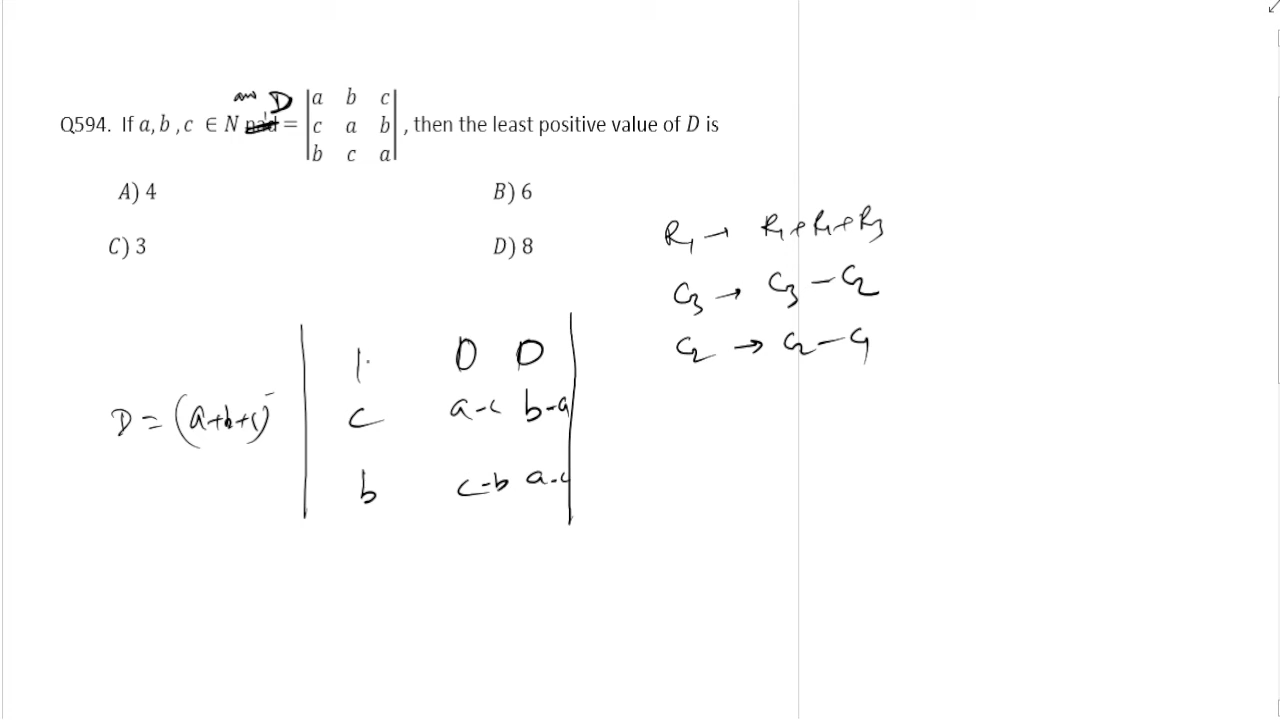 and D
Q594. If a, b , c ∈ N = |a b c|
|c a b| , then the least positive value of D is
|b c a|
A) 4
B) 6
C) 3
D) 8
R1 → R1+R2+R3
C3 → C3 – C2
C2 → C2 – C1
D = (a+b+c) | 1 0 0 |
| c a-c b-a |
| b c-b a-c |